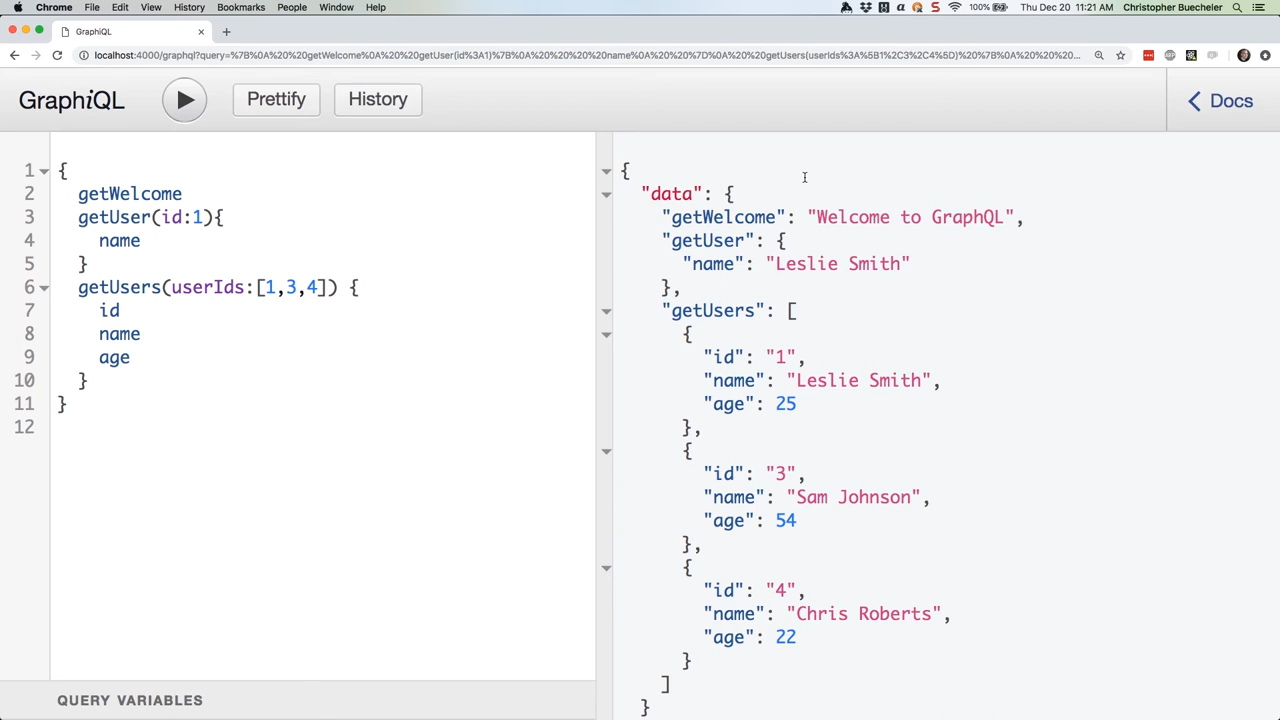 Chrome File Edit View History Bookmarks People Window Help 100% Thu Dec 20 11:21 AM Christopher Buecheler
GraphiQL
localhost:4000/graphql?query=%7B%0A%20%20getWelcome%0A%20%20getUser(id%3A1)%7B%0A%20%20%20%20name%0A%20%20%7D%0A%20%20getUsers(userIds%3A%5B1%2C3%2C4%5D)%20%7B%0A%20%20%20...
GraphiQL Prettify History Docs
1 {
2 getWelcome
3 getUser(id:1){
4 name
5 }
6 getUsers(userIds:[1,3,4]) {
7 id
8 name
9 age
10 }
11 }
12
QUERY VARIABLES
{
"data": {
"getWelcome": "Welcome to GraphQL",
"getUser": {
"name": "Leslie Smith"
},
"getUsers": [
{
"id": "1",
"name": "Leslie Smith",
"age": 25
},
{
"id": "3",
"name": "Sam Johnson",
"age": 54
},
{
"id": "4",
"name": "Chris Roberts",
"age": 22
}
]
}